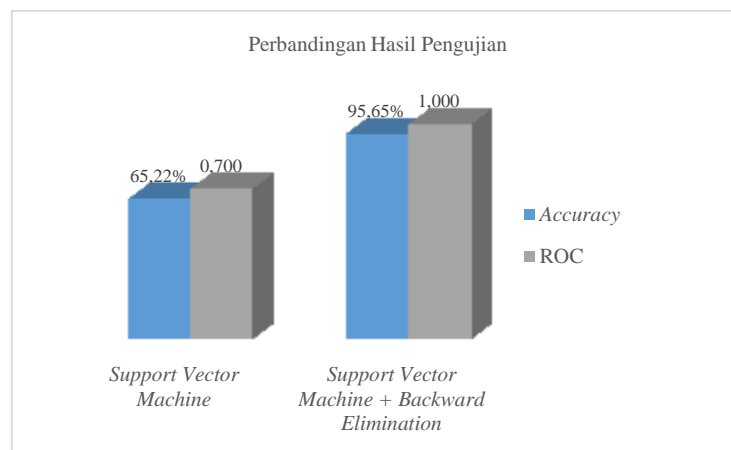 Perbandingan Hasil Pengujian
65,22%
0,700
95,65%
1,000
Accuracy
ROC
Support Vector
Machine
Support Vector
Machine + Backward
Elimination